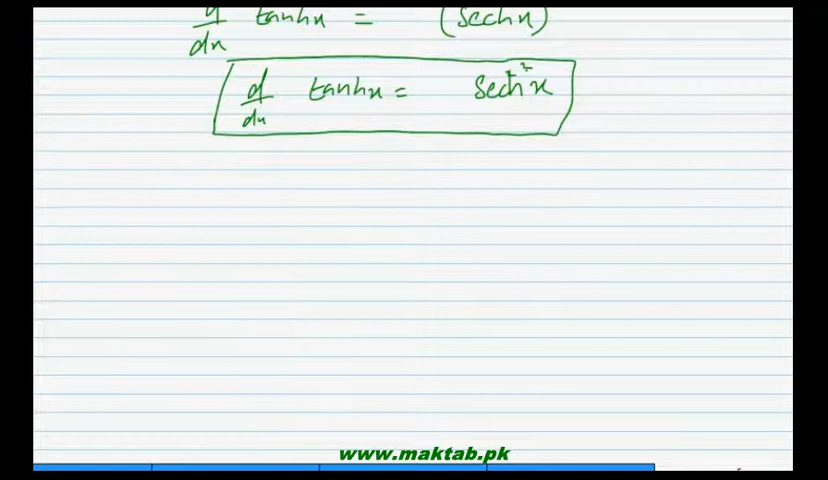 d/dx tanhx = (Sechx)
d/dx tanhx = Sech²x
www.maktab.pk